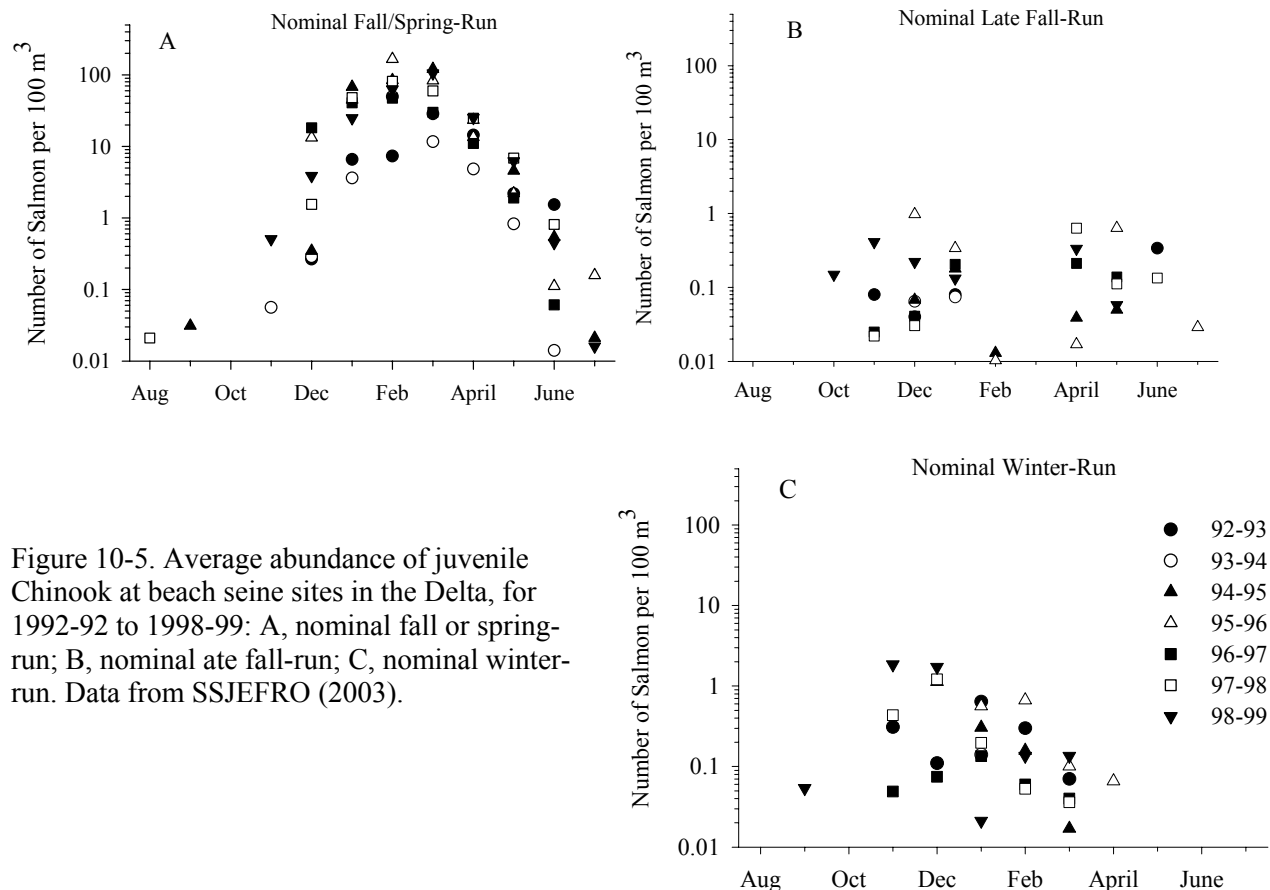 Nominal Fall/Spring-Run
A
Number of Salmon per 100 m³
100
10
1
0.1
0.01
Aug Oct Dec Feb April June
Nominal Late Fall-Run
B
Number of Salmon per 100 m³
100
10
1
0.1
0.01
Aug Oct Dec Feb April June
Figure 10-5. Average abundance of juvenile
Chinook at beach seine sites in the Delta, for
1992-92 to 1998-99: A, nominal fall or spring-
run; B, nominal ate fall-run; C, nominal winter-
run. Data from SSJEFRO (2003).
Nominal Winter-Run
C
Number of Salmon per 100 m³
100
10
1
0.1
0.01
Aug Oct Dec Feb April June
92-93
93-94
94-95
95-96
96-97
97-98
98-99